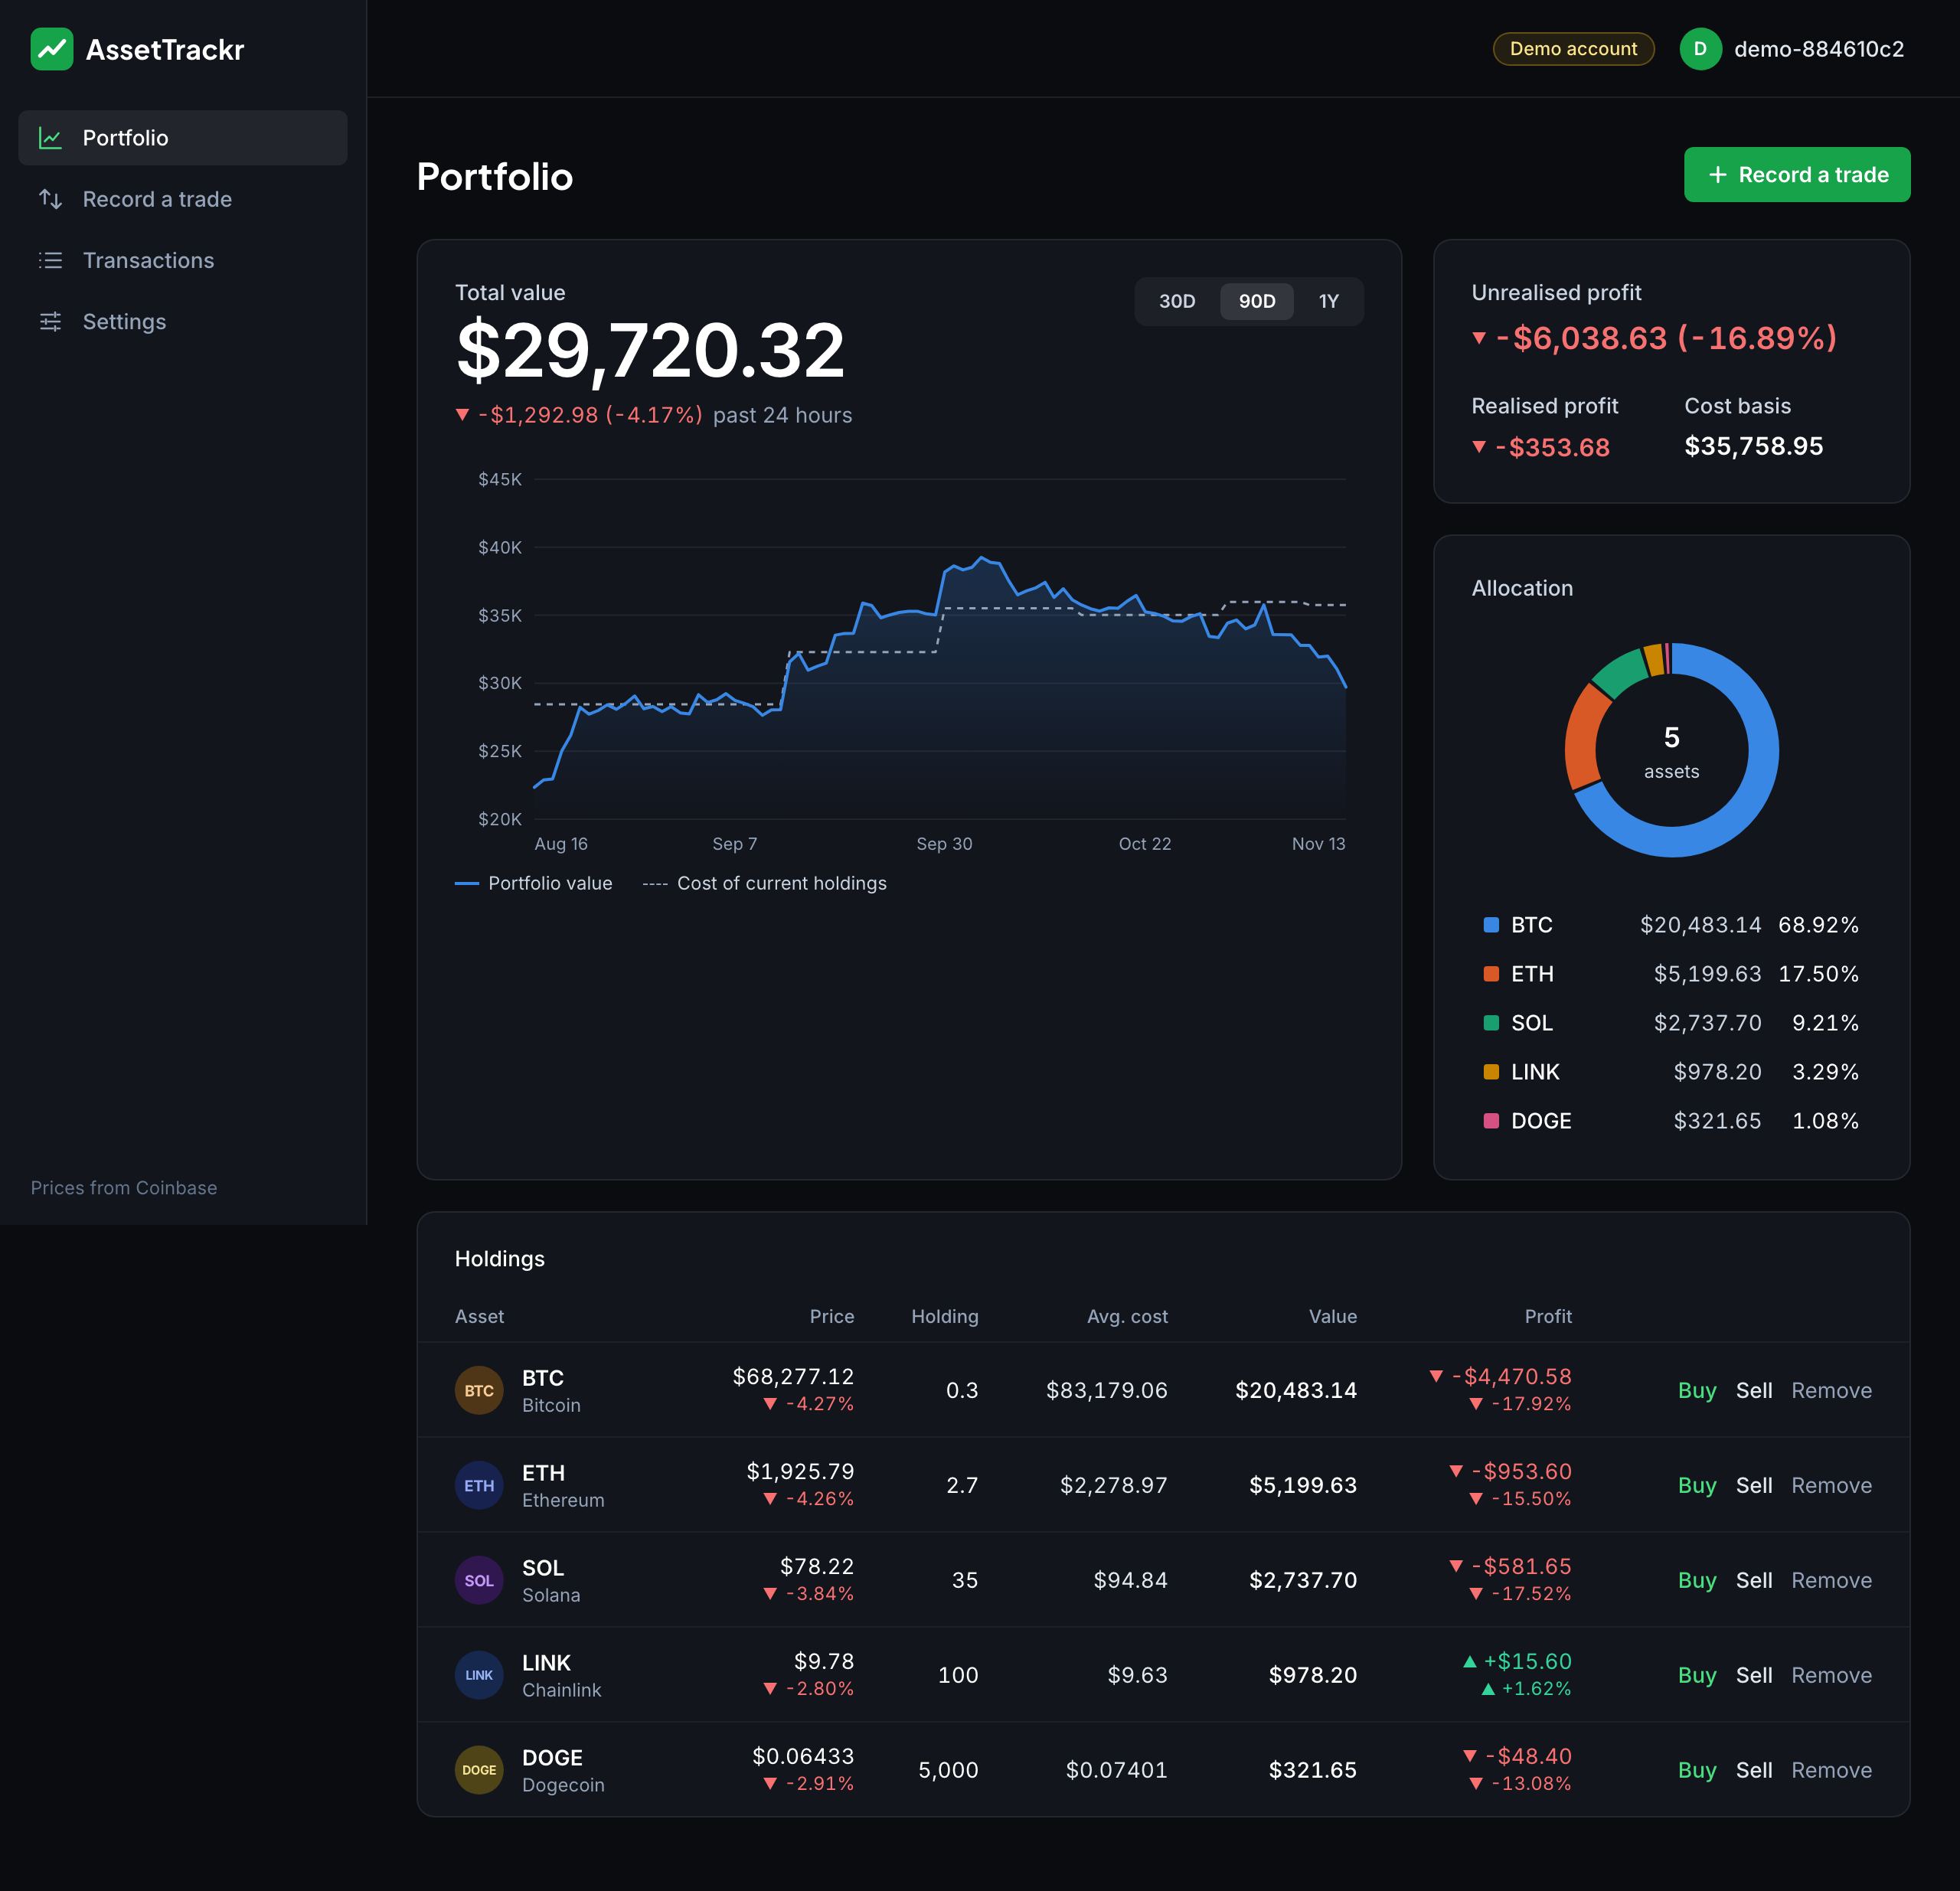 AssetTrackr
Portfolio
Record a trade
Transactions
Settings
Prices from Coinbase
Demo account
D
demo-884610c2
Portfolio
+ Record a trade
Total value
$29,720.32
▼ -$1,292.98 (-4.17%) past 24 hours
30D 90D 1Y
$45K
$40K
$35K
$30K
$25K
$20K
Aug 16 Sep 7 Sep 30 Oct 22 Nov 13
Portfolio value Cost of current holdings
Unrealised profit
▼ -$6,038.63 (-16.89%)
Realised profit Cost basis
▼ -$353.68 $35,758.95
Allocation
5
assets
BTC $20,483.14 68.92%
ETH $5,199.63 17.50%
SOL $2,737.70 9.21%
LINK $978.20 3.29%
DOGE $321.65 1.08%
Holdings
Asset Price Holding Avg. cost Value Profit
BTC BTC $68,277.12 0.3 $83,179.06 $20,483.14 ▼ -$4,470.58 Buy Sell Remove
Bitcoin ▼ -4.27% ▼ -17.92%
ETH ETH $1,925.79 2.7 $2,278.97 $5,199.63 ▼ -$953.60 Buy Sell Remove
Ethereum ▼ -4.26% ▼ -15.50%
SOL SOL $78.22 35 $94.84 $2,737.70 ▼ -$581.65 Buy Sell Remove
Solana ▼ -3.84% ▼ -17.52%
LINK LINK $9.78 100 $9.63 $978.20 ▲ +$15.60 Buy Sell Remove
Chainlink ▼ -2.80% ▲ +1.62%
DOGE DOGE $0.06433 5,000 $0.07401 $321.65 ▼ -$48.40 Buy Sell Remove
Dogecoin ▼ -2.91% ▼ -13.08%